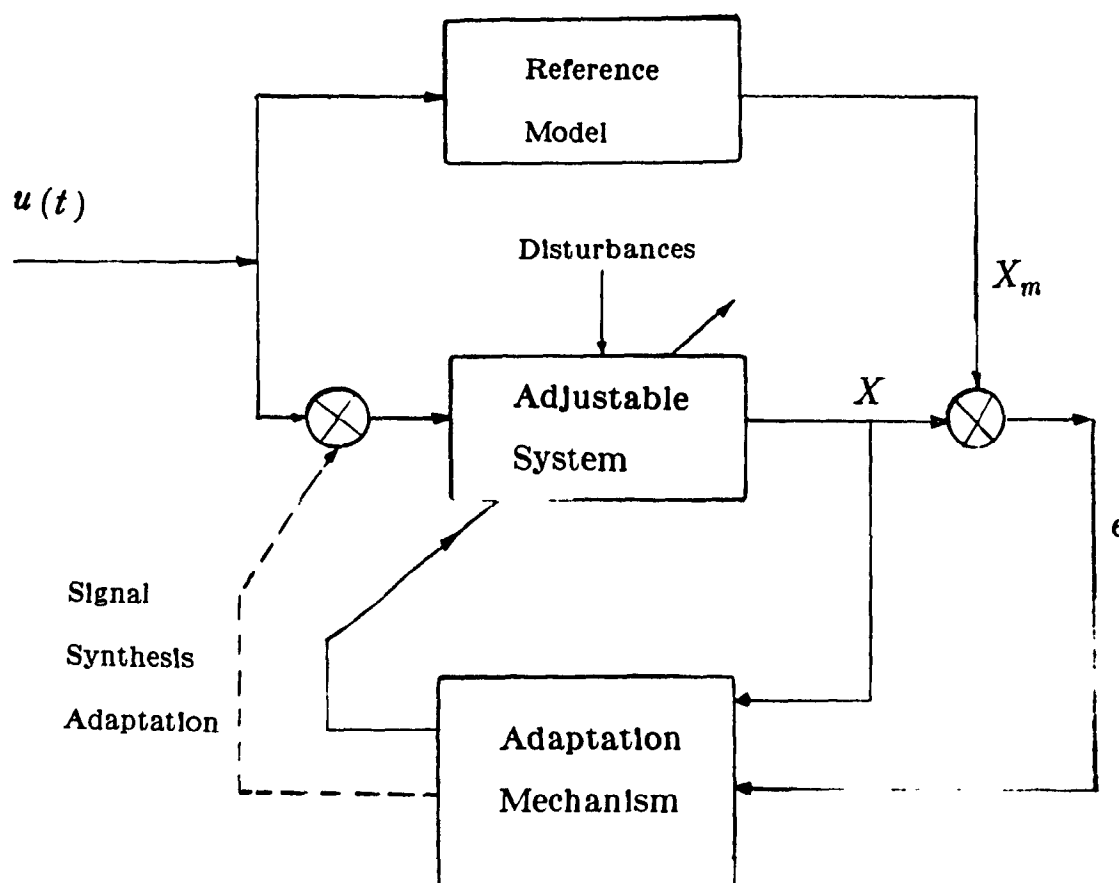 Reference
Model
u(t)
Disturbances
X_m
Adjustable
System
X
e
Signal
Synthesis
Adaptation
Adaptation
Mechanism